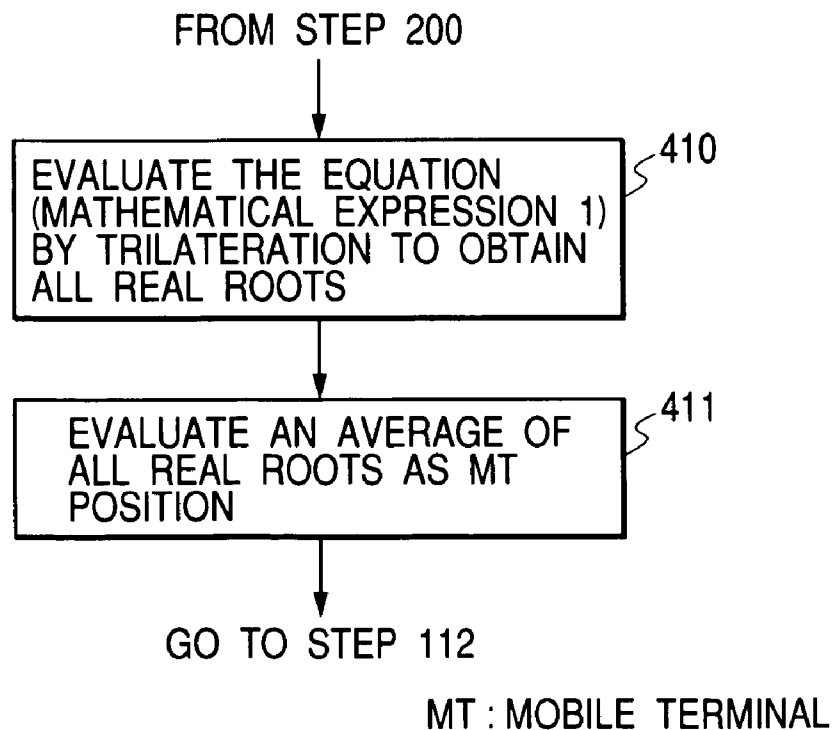 FROM STEP 200
410
EVALUATE THE EQUATION
(MATHEMATICAL EXPRESSION 1)
BY TRILATERATION TO OBTAIN
ALL REAL ROOTS
411
EVALUATE AN AVERAGE OF
ALL REAL ROOTS AS MT
POSITION
GO TO STEP 112
MT : MOBILE TERMINAL